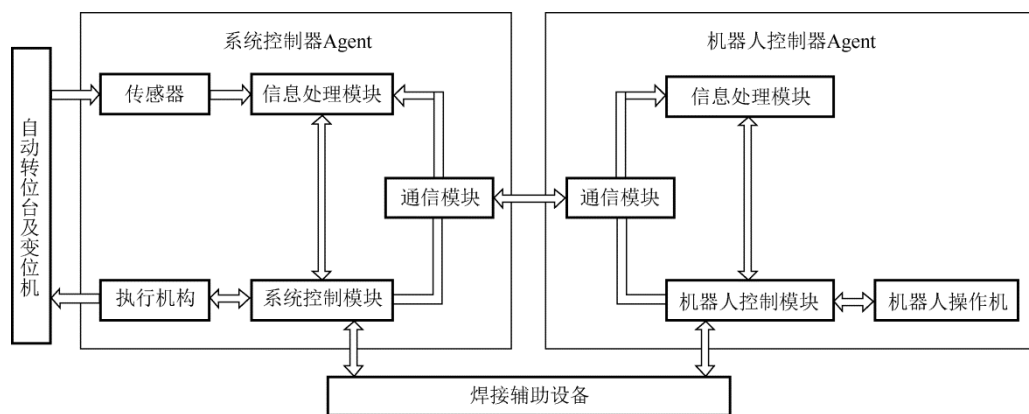 系统控制器Agent
机器人控制器Agent
传感器
信息处理模块
信息处理模块
自动转位台及变位机
通信模块
通信模块
执行机构
系统控制模块
机器人控制模块
机器人操作机
焊接辅助设备